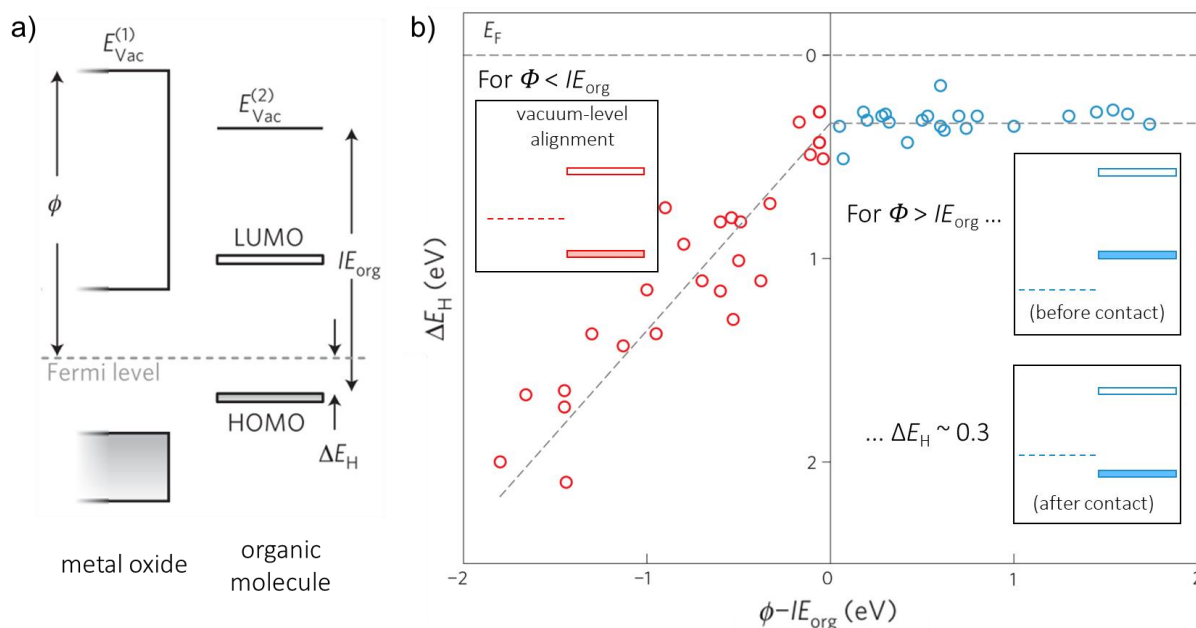 a)
E_Vac^(1)
E_Vac^(2)
ϕ
LUMO
IE_org
Fermi level
HOMO
ΔE_H
metal oxide
organic
molecule
b)
E_F
For Φ < IE_org
vacuum-level
alignment
For Φ > IE_org ...
(before contact)
... ΔE_H ~ 0.3
(after contact)
0
1
2
ΔE_H (eV)
−2
−1
0
1
2
ϕ–IE_org (eV)